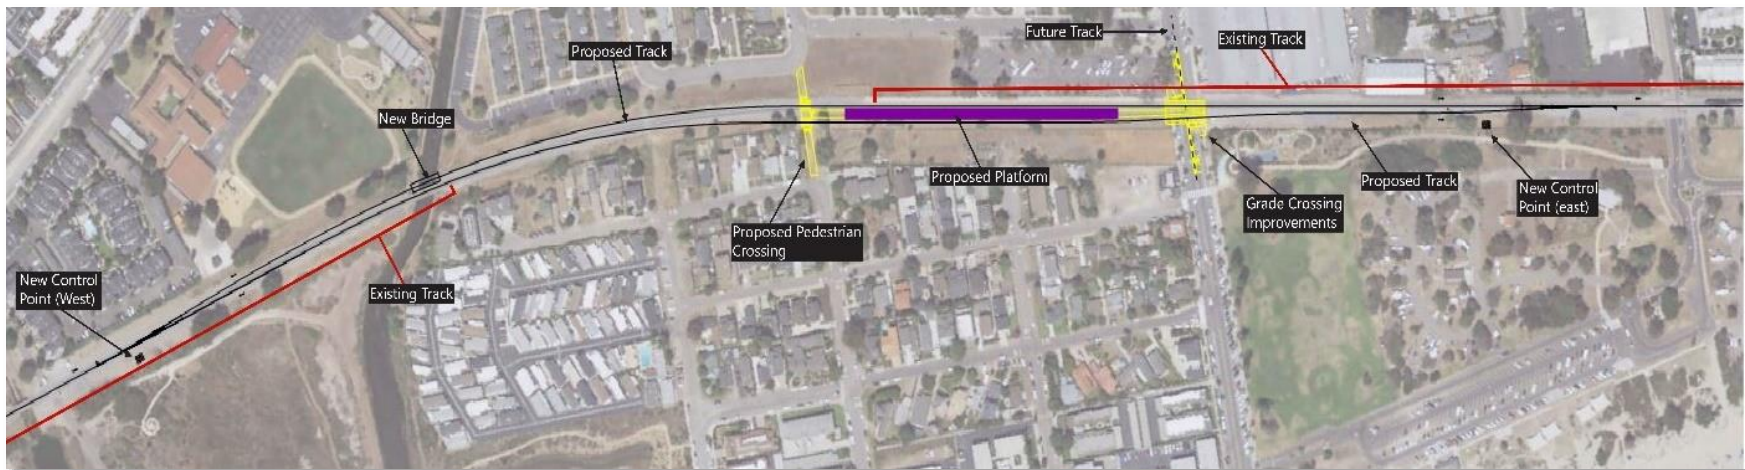 Future Track
Existing Track
Proposed Track
New Bridge
Proposed Platform
Proposed Track
New Control
Point (east)
Grade Crossing
Improvements
Proposed Pedestrian
Crossing
New Control
Point (West)
Existing Track